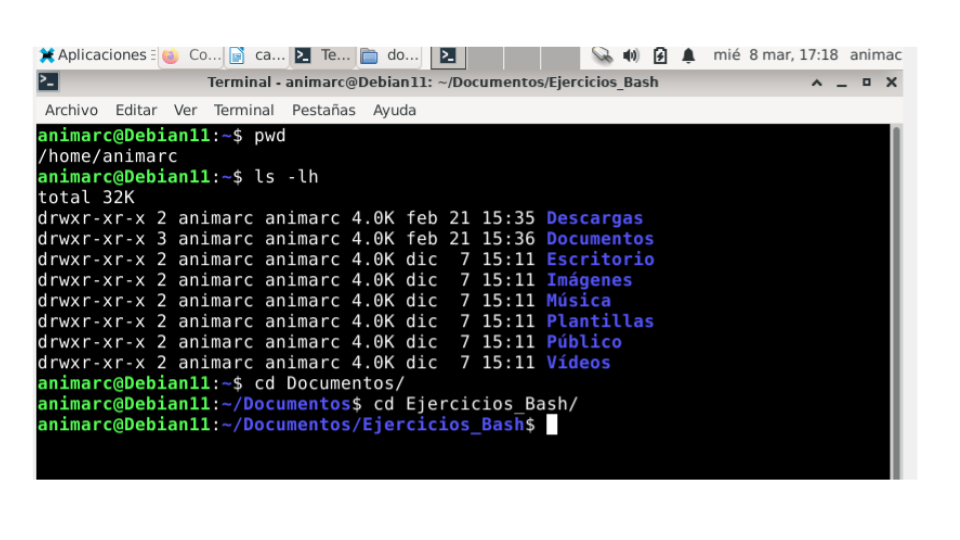 Aplicaciones Co... ca... Te... do... mié 8 mar, 17:18 animac
Terminal - animarc@Debian11: ~/Documentos/Ejercicios_Bash
Archivo Editar Ver Terminal Pestañas Ayuda
animarc@Debian11:~$ pwd
/home/animarc
animarc@Debian11:~$ ls -lh
total 32K
drwxr-xr-x 2 animarc animarc 4.0K feb 21 15:35 Descargas
drwxr-xr-x 3 animarc animarc 4.0K feb 21 15:36 Documentos
drwxr-xr-x 2 animarc animarc 4.0K dic  7 15:11 Escritorio
drwxr-xr-x 2 animarc animarc 4.0K dic  7 15:11 Imágenes
drwxr-xr-x 2 animarc animarc 4.0K dic  7 15:11 Música
drwxr-xr-x 2 animarc animarc 4.0K dic  7 15:11 Plantillas
drwxr-xr-x 2 animarc animarc 4.0K dic  7 15:11 Público
drwxr-xr-x 2 animarc animarc 4.0K dic  7 15:11 Vídeos
animarc@Debian11:~$ cd Documentos/
animarc@Debian11:~/Documentos$ cd Ejercicios_Bash/
animarc@Debian11:~/Documentos/Ejercicios_Bash$